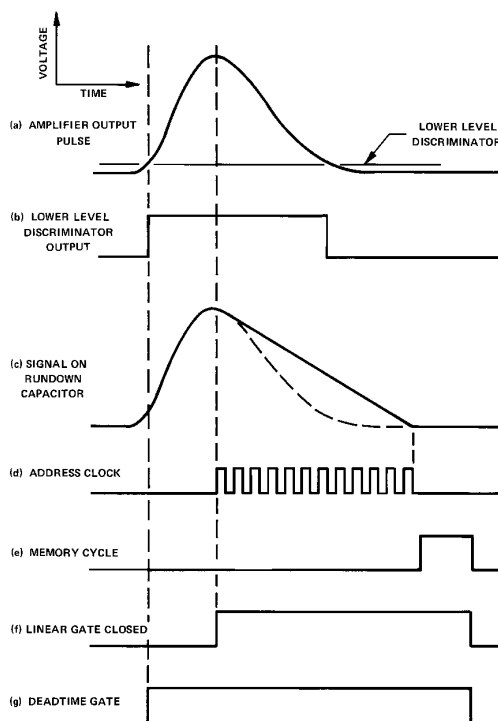 VOLTAGE
TIME
(a) AMPLIFIER OUTPUT
PULSE
LOWER LEVEL
DISCRIMINATOR
(b) LOWER LEVEL
DISCRIMINATOR
OUTPUT
(c) SIGNAL ON
RUNDOWN
CAPACITOR
(d) ADDRESS CLOCK
(e) MEMORY CYCLE
(f) LINEAR GATE CLOSED
(g) DEADTIME GATE